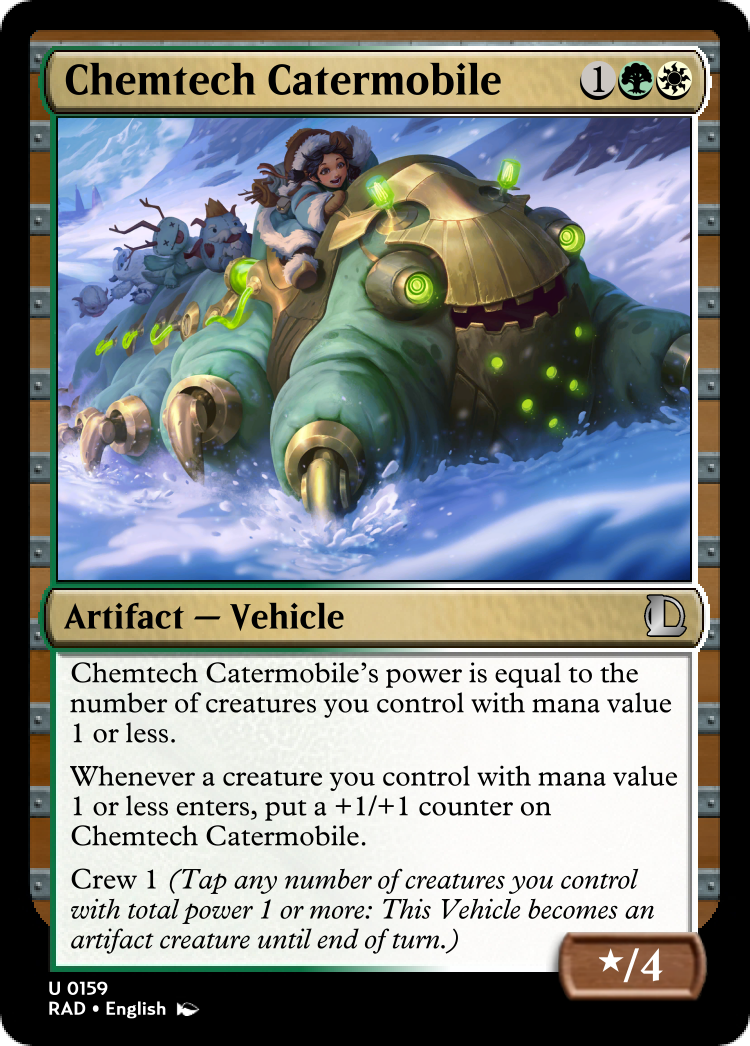 Chemtech Catermobile 1
Artifact — Vehicle
Chemtech Catermobile's power is equal to the
number of creatures you control with mana value
1 or less.
Whenever a creature you control with mana value
1 or less enters, put a +1/+1 counter on
Chemtech Catermobile.
Crew 1 (Tap any number of creatures you control
with total power 1 or more: This Vehicle becomes an
artifact creature until end of turn.)
★/4
U 0159
RAD • English